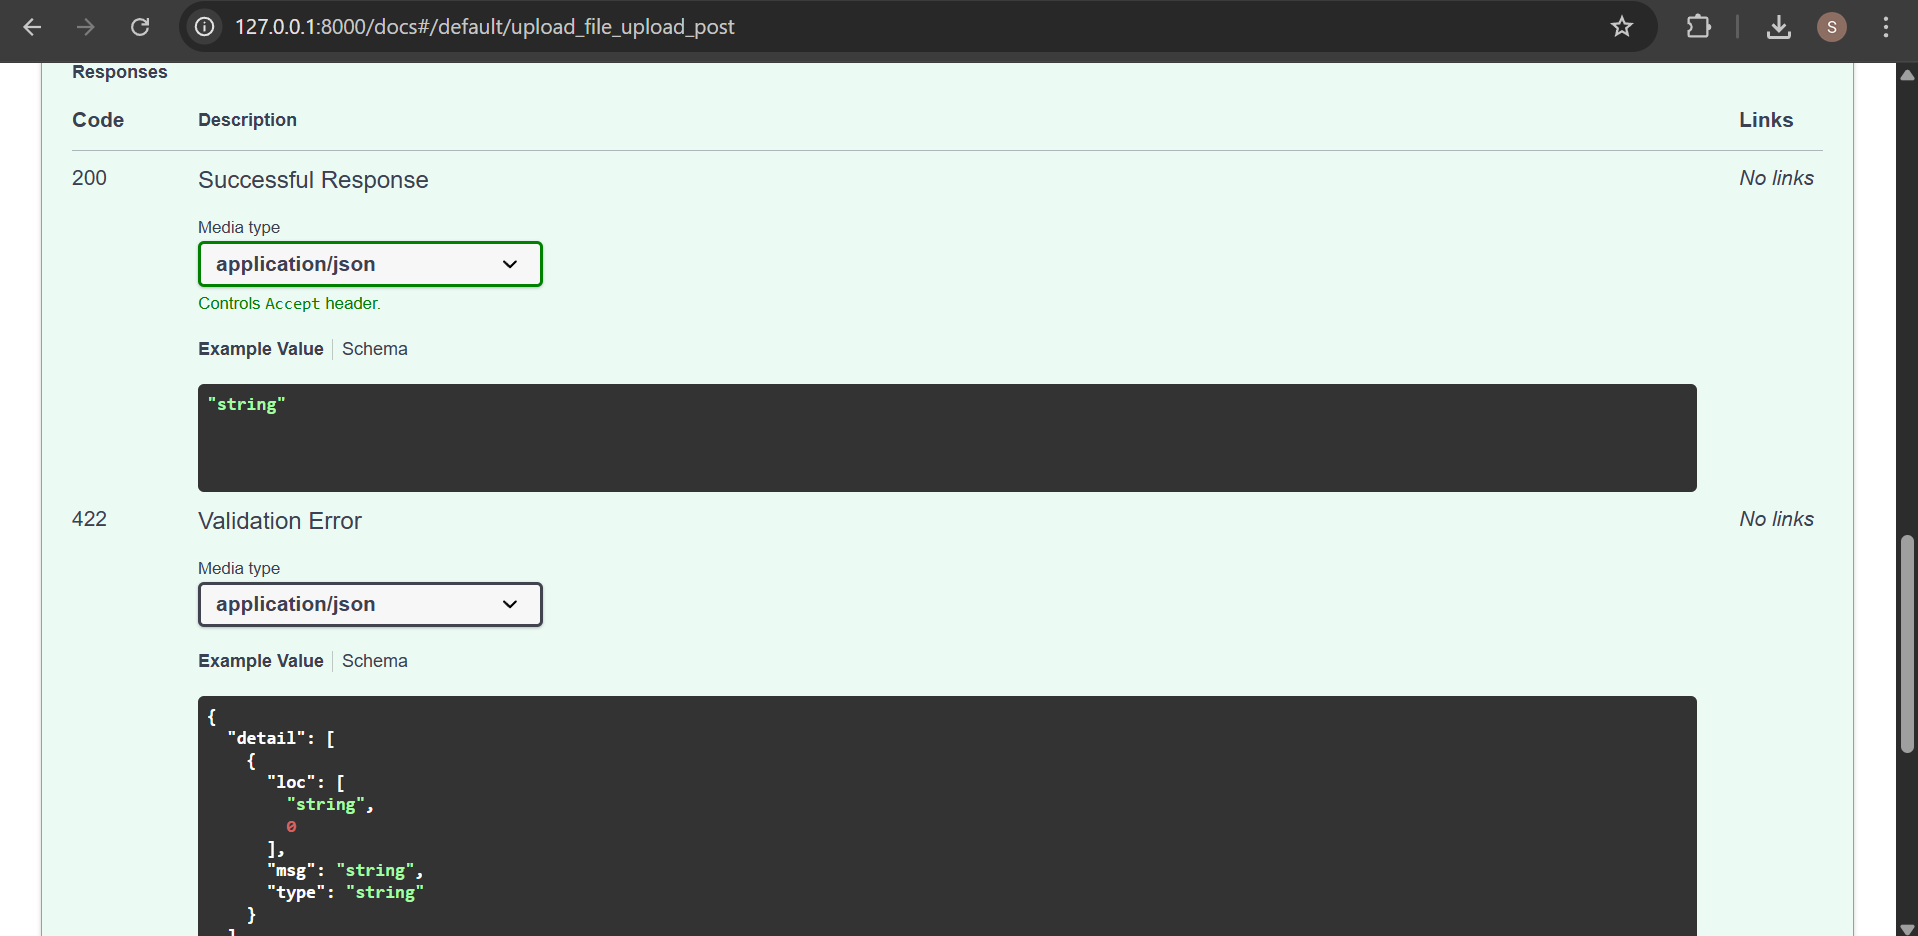 127.0.0.1:8000/docs#/default/upload_file_upload_post
S
Responses
Code Description Links
200 Successful Response No links
Media type
application/json
Controls Accept header.
Example Value Schema
"string"
422 Validation Error No links
Media type
application/json
Example Value Schema
{
"detail": [
{
"loc": [
"string",
0
],
"msg": "string",
"type": "string"
}
]